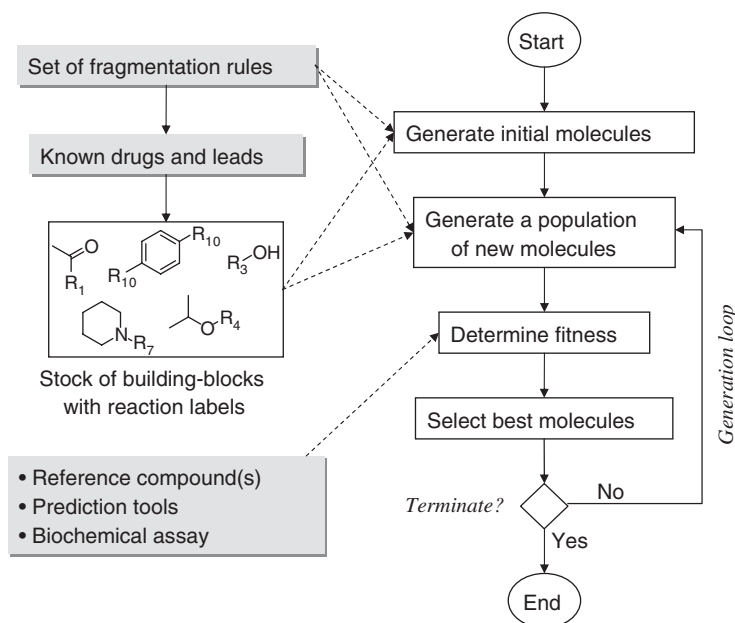 Start
Set of fragmentation rules
Generate initial molecules
Known drugs and leads
Generate a population
of new molecules
O
R1
R10
R10
R3
OH
N
R7
O
R4
Determine fitness
Stock of building-blocks
with reaction labels
Select best molecules
Generation loop
• Reference compound(s)
• Prediction tools
• Biochemical assay
Terminate?
No
Yes
End